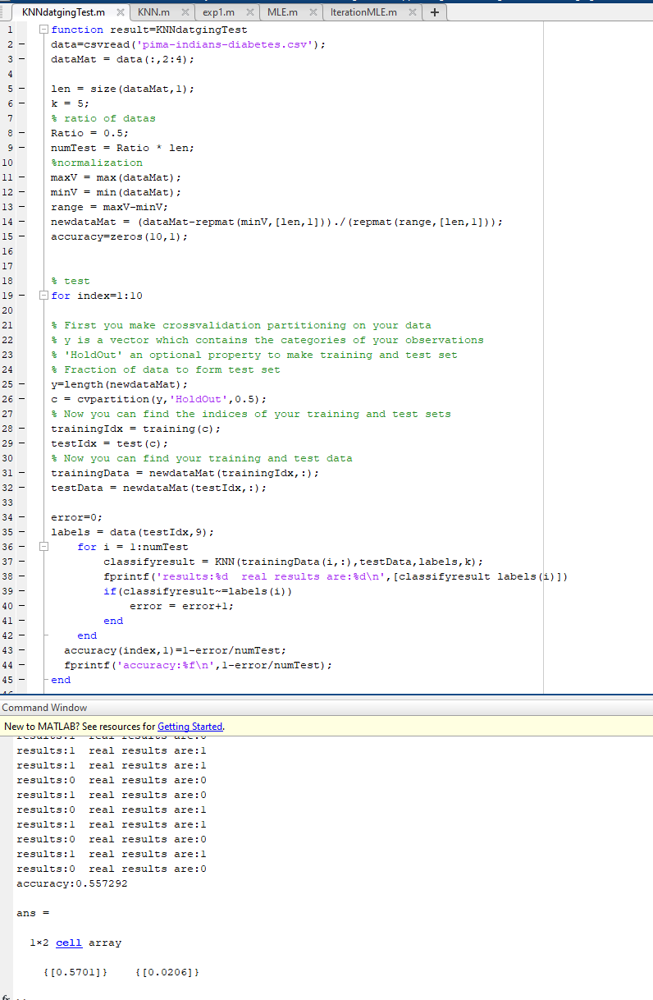 KNNdatgingTest.m × KNN.m × exp1.m × MLE.m × IterationMLE.m × +
1 − function result=KNNdatgingTest
2 − data=csvread('pima-indians-diabetes.csv');
3 − dataMat = data(:,2:4);
4
5 − len = size(dataMat,1);
6 − k = 5;
7 % ratio of datas
8 − Ratio = 0.5;
9 − numTest = Ratio * len;
10 %normalization
11 − maxV = max(dataMat);
12 − minV = min(dataMat);
13 − range = maxV-minV;
14 − newdataMat = (dataMat-repmat(minV,[len,1]))./(repmat(range,[len,1]));
15 − accuracy=zeros(10,1);
16
17
18 % test
19 − for index=1:10
20
21 % First you make crossvalidation partitioning on your data
22 % y is a vector which contains the categories of your observations
23 % 'HoldOut' an optional property to make training and test set
24 % Fraction of data to form test set
25 − y=length(newdataMat);
26 − c = cvpartition(y,'HoldOut',0.5);
27 % Now you can find the indices of your training and test sets
28 − trainingIdx = training(c);
29 − testIdx = test(c);
30 % Now you can find your training and test data
31 − trainingData = newdataMat(trainingIdx,:);
32 − testData = newdataMat(testIdx,:);
33
34 − error=0;
35 − labels = data(testIdx,9);
36 − for i = 1:numTest
37 − classifyresult = KNN(trainingData(i,:),testData,labels,k);
38 − fprintf('results:%d  real results are:%d\n',[classifyresult labels(i)])
39 − if(classifyresult~=labels(i))
40 − error = error+1;
41 − end
42 − end
43 − accuracy(index,1)=1-error/numTest;
44 − fprintf('accuracy:%f\n',1-error/numTest);
45 − end
Command Window
New to MATLAB? See resources for Getting Started.
results:1  real results are:0
results:1  real results are:1
results:1  real results are:1
results:0  real results are:0
results:1  real results are:0
results:0  real results are:1
results:1  real results are:1
results:0  real results are:0
results:1  real results are:1
results:0  real results are:0
accuracy:0.557292
ans =
1×2 cell array
{[0.5701]}    {[0.0206]}